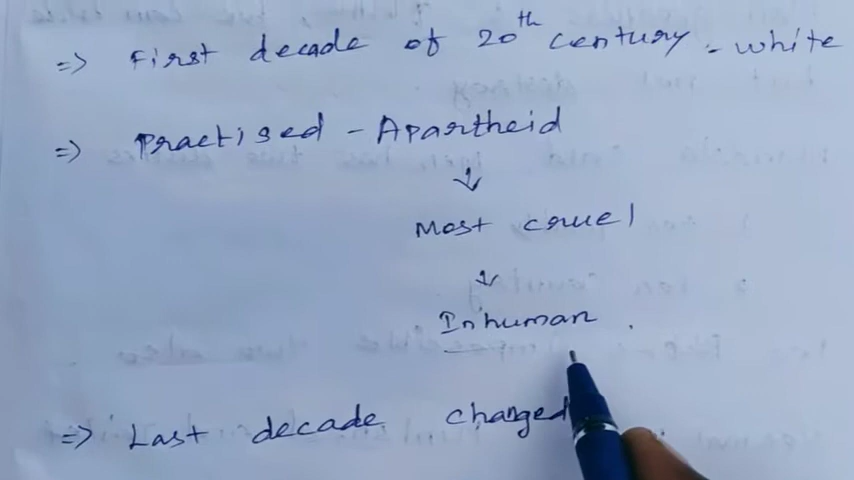 ⇒ First decade of 20th century - white
⇒ Practised - Apartheid
↓
Most cruel
↓
Inhuman.
⇒ Last decade changed